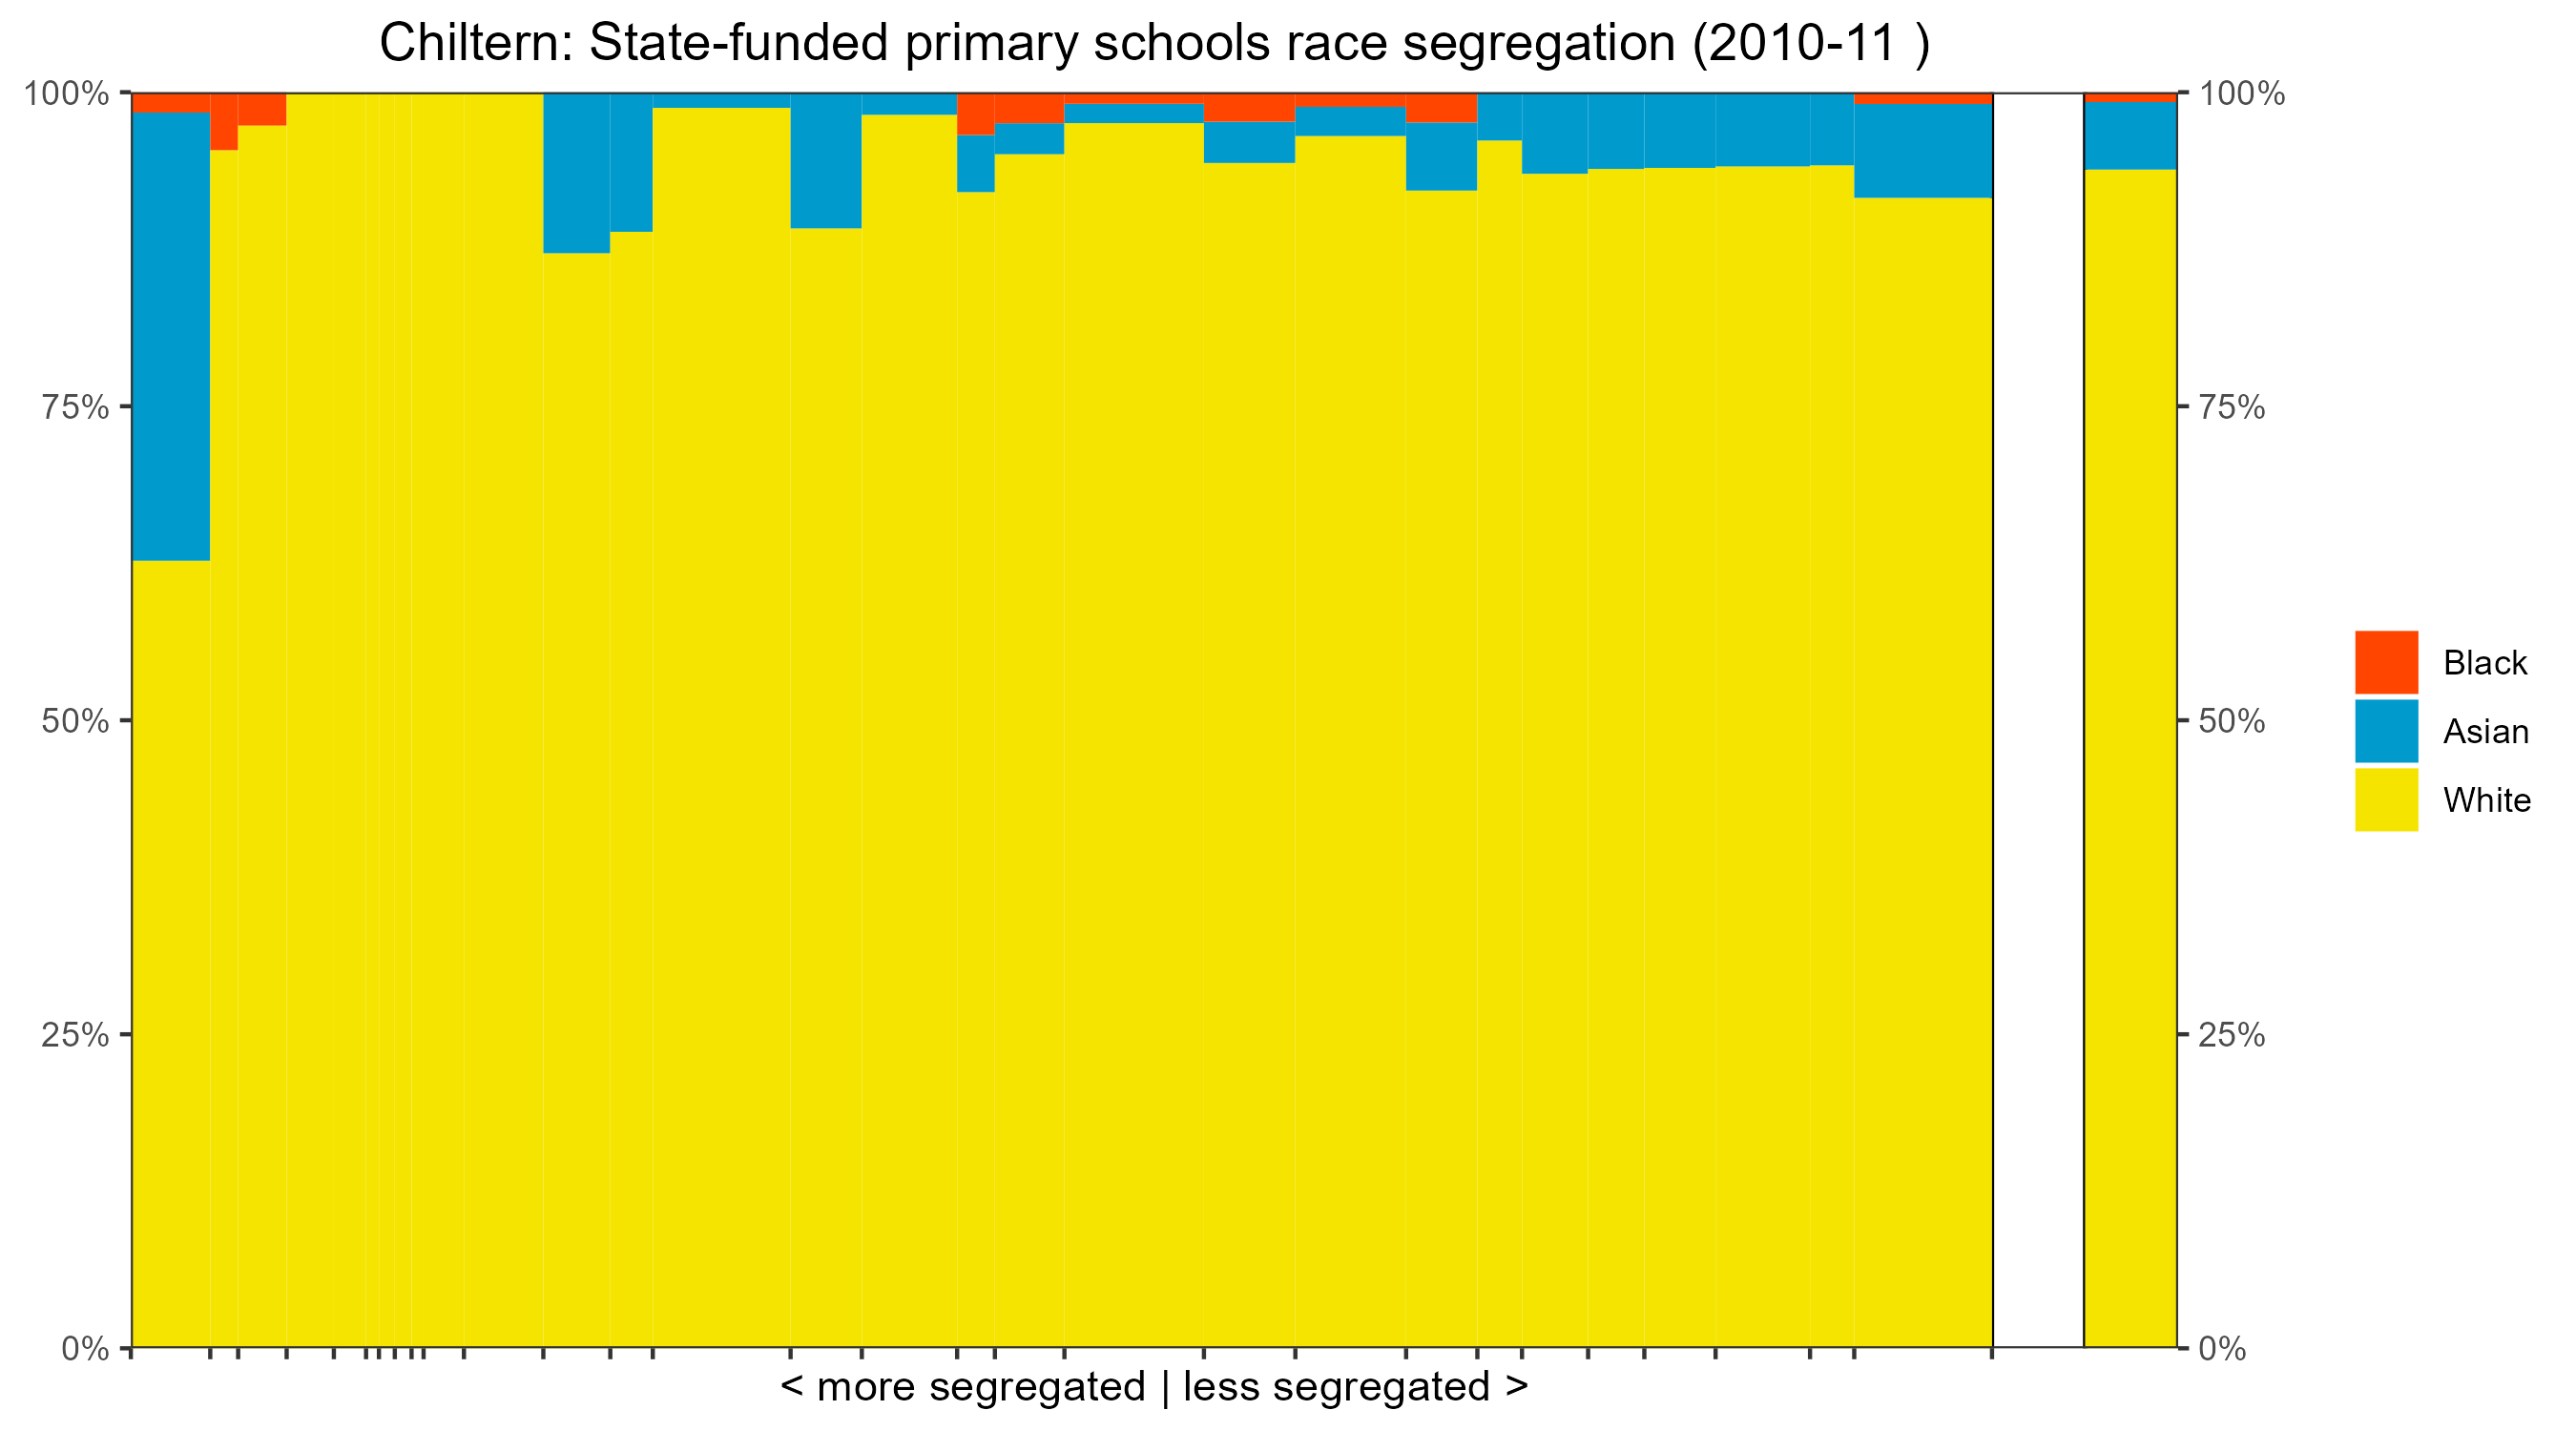 Chiltern: State-funded primary schools race segregation (2010-11 )
100%
75%
50%
25%
0%
100%
75%
50%
25%
0%
Black
Asian
White
< more segregated | less segregated >